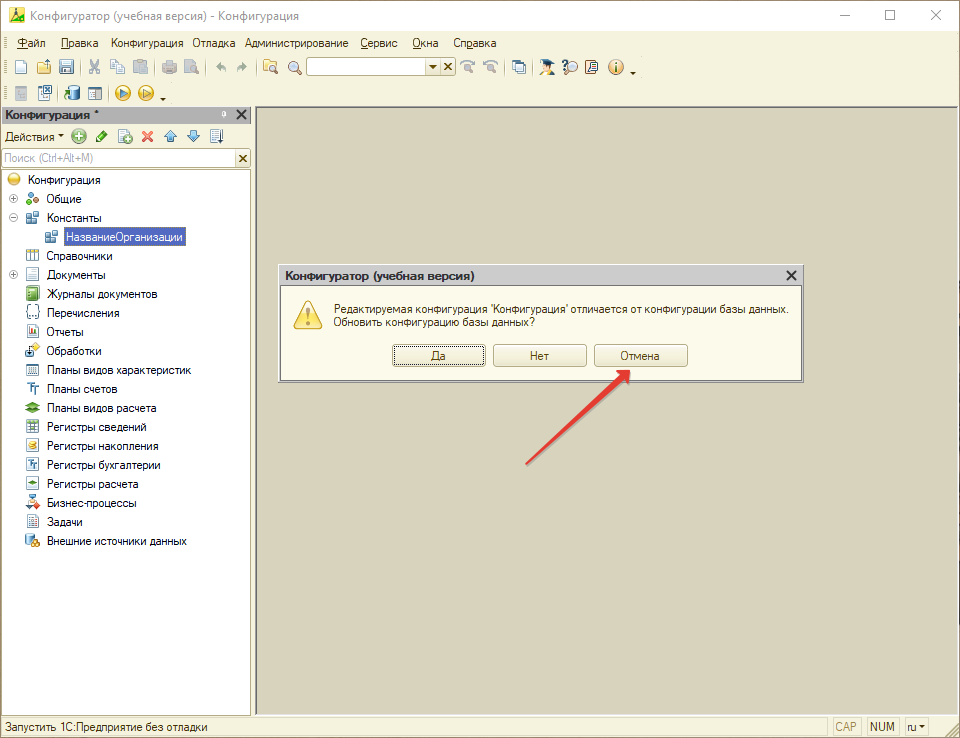 Конфигуратор (учебная версия) - Конфигурация
Файл Правка Конфигурация Отладка Администрирование Сервис Окна Справка
Конфигурация *
Действия
Поиск (Ctrl+Alt+M)
Конфигурация
Общие
Константы
НазваниеОрганизации
Справочники
Документы
Журналы документов
Перечисления
Отчеты
Обработки
Планы видов характеристик
Планы счетов
Планы видов расчета
Регистры сведений
Регистры накопления
Регистры бухгалтерии
Регистры расчета
Бизнес-процессы
Задачи
Внешние источники данных
Конфигуратор (учебная версия)
Редактируемая конфигурация 'Конфигурация' отличается от конфигурации базы данных.
Обновить конфигурацию базы данных?
Да Нет Отмена
Запустить 1С:Предприятие без отладки CAP NUM ru